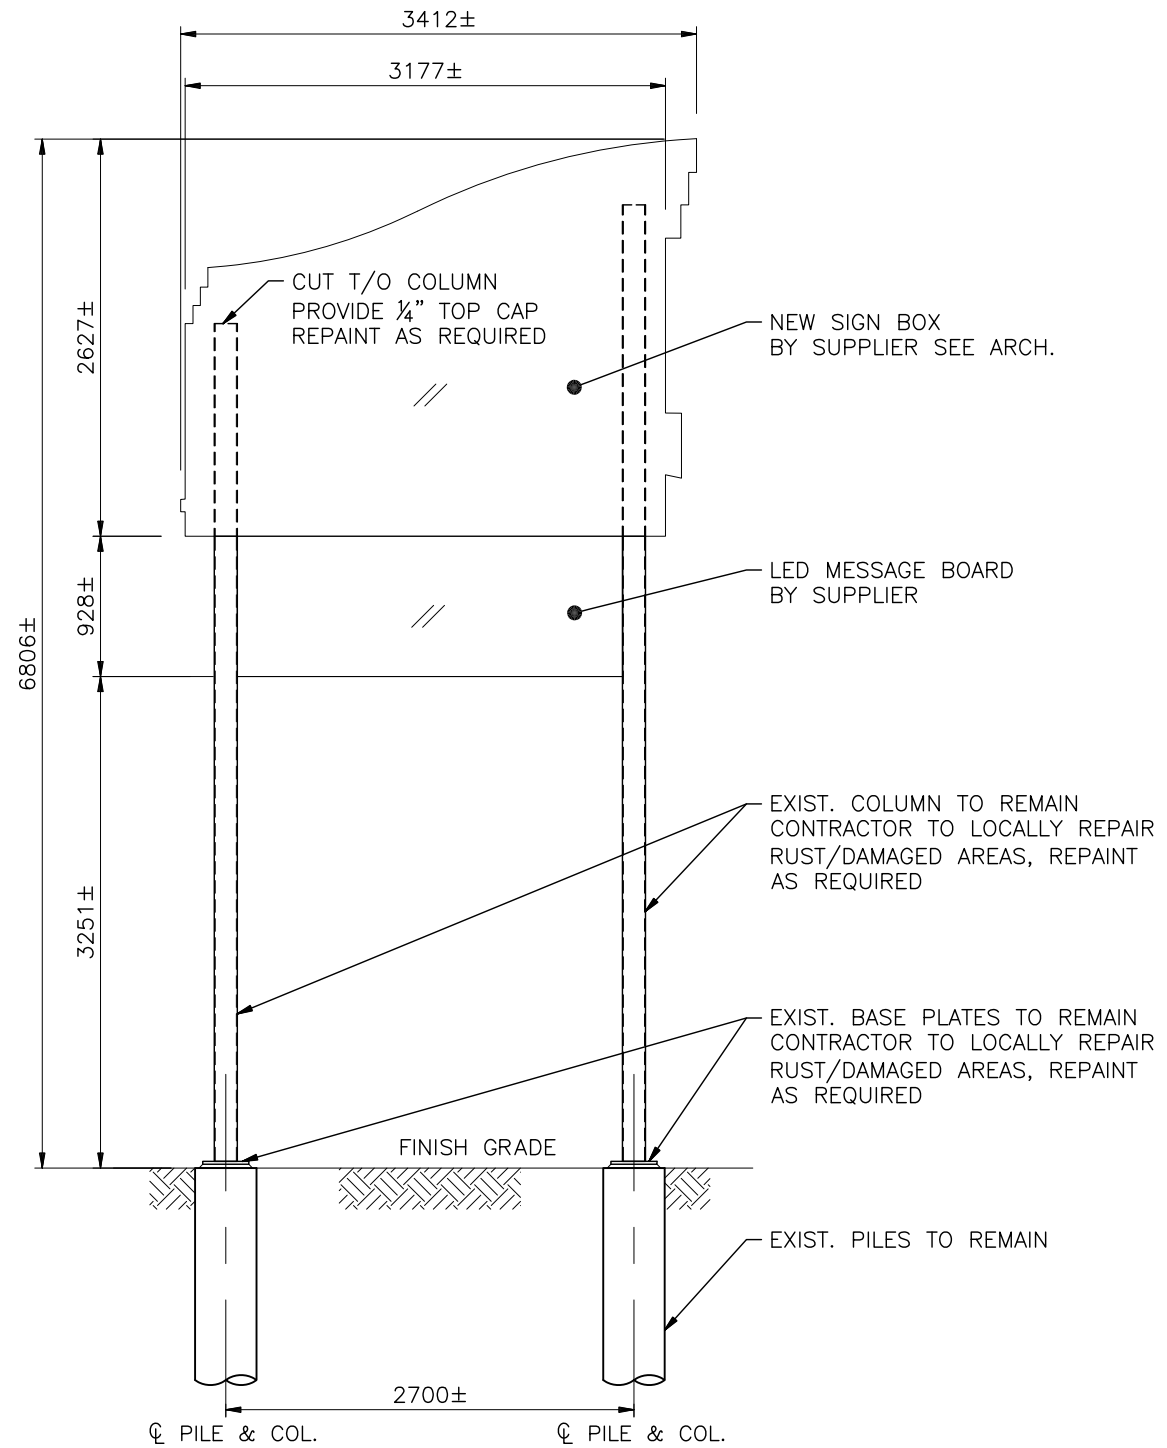 3412±
3177±
CUT T/O COLUMN
PROVIDE ¼" TOP CAP
REPAINT AS REQUIRED
2627±
NEW SIGN BOX
BY SUPPLIER SEE ARCH.
LED MESSAGE BOARD
BY SUPPLIER
928±
6806±
EXIST. COLUMN TO REMAIN
CONTRACTOR TO LOCALLY REPAIR
RUST/DAMAGED AREAS, REPAINT
AS REQUIRED
3251±
EXIST. BASE PLATES TO REMAIN
CONTRACTOR TO LOCALLY REPAIR
RUST/DAMAGED AREAS, REPAINT
AS REQUIRED
FINISH GRADE
EXIST. PILES TO REMAIN
2700±
℄ PILE & COL.
℄ PILE & COL.